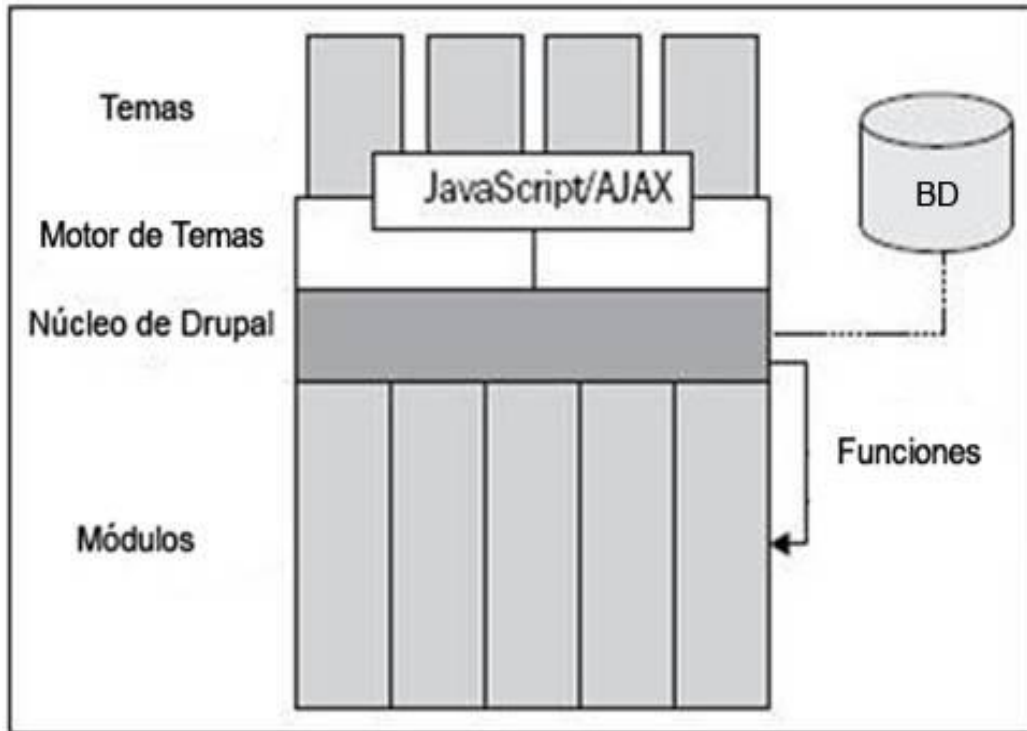 Temas
JavaScript/AJAX
BD
Motor de Temas
Núcleo de Drupal
Funciones
Módulos